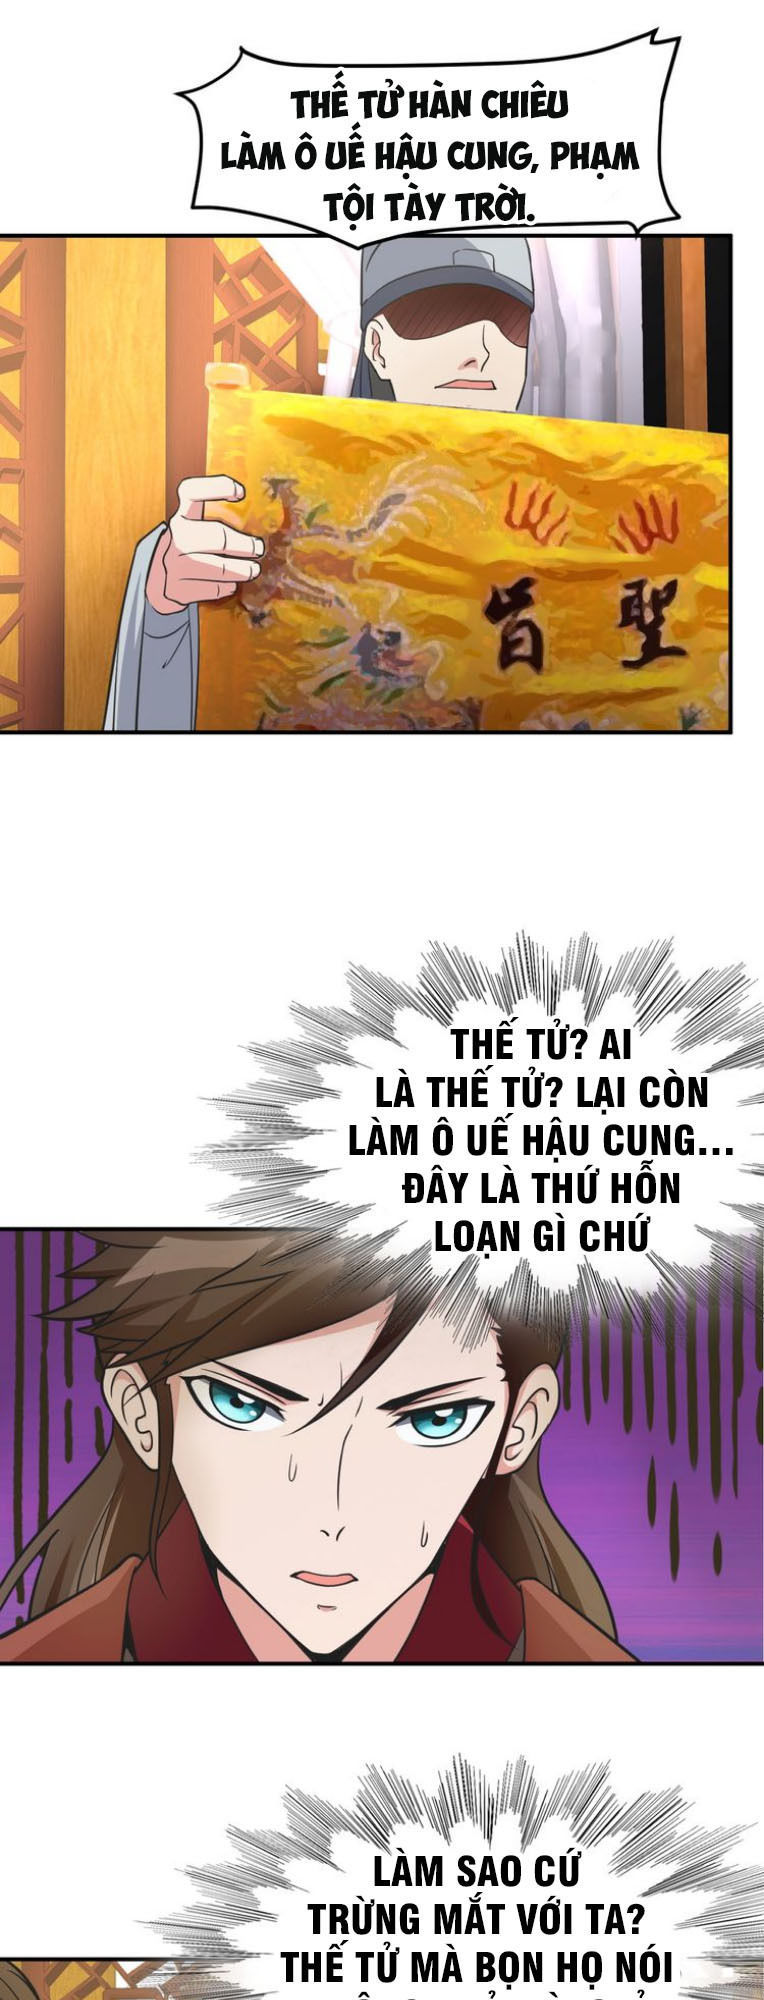 THẾ TỬ HÀN CHIÊU
LÀM Ô UẾ HẬU CUNG, PHẠM
TỘI TÀY TRỜI.
旨 聖
THẾ TỬ? AI
LÀ THẾ TỬ? LẠI CÒN
LÀM Ô UẾ HẬU CUNG...
ĐÂY LÀ THỨ HỖN
LOẠN GÌ CHỨ
LÀM SAO CỨ
TRỪNG MẮT VỚI TA?
THẾ TỬ MÀ BỌN HỌ NÓI